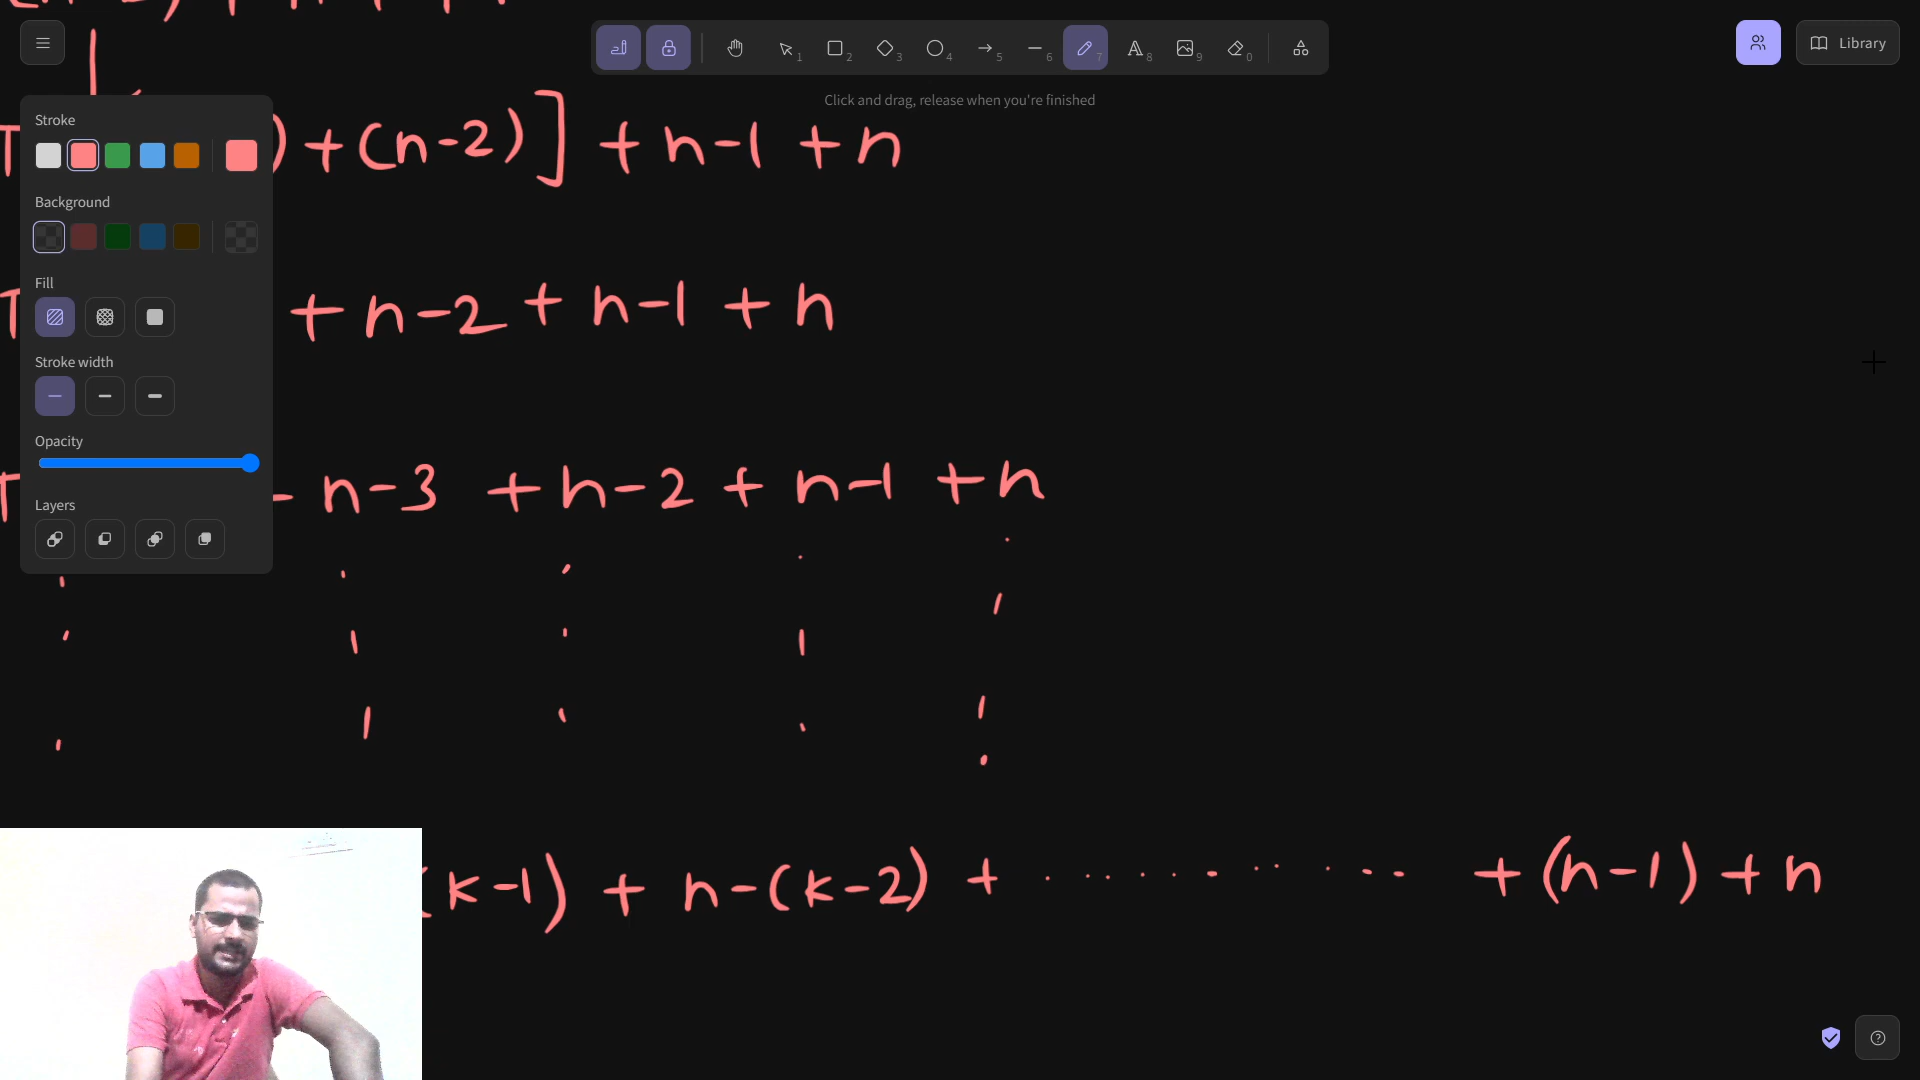 Library
Click and drag, release when you're finished
Stroke
T ) + (n-2) ] + n-1 + n
Background
Fill
T + n-2 + n-1 + n
Stroke width
Opacity
T - n-3 + n-2 + n-1 + n
Layers
(k-1) + n-(k-2) + .......... + (n-1) + n